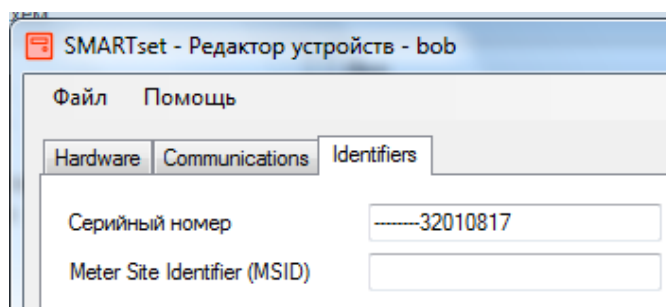 SMARTset - Редактор устройств - bob
Файл Помощь
Hardware Communications Identifiers
Серийный номер --------32010817
Meter Site Identifier (MSID)